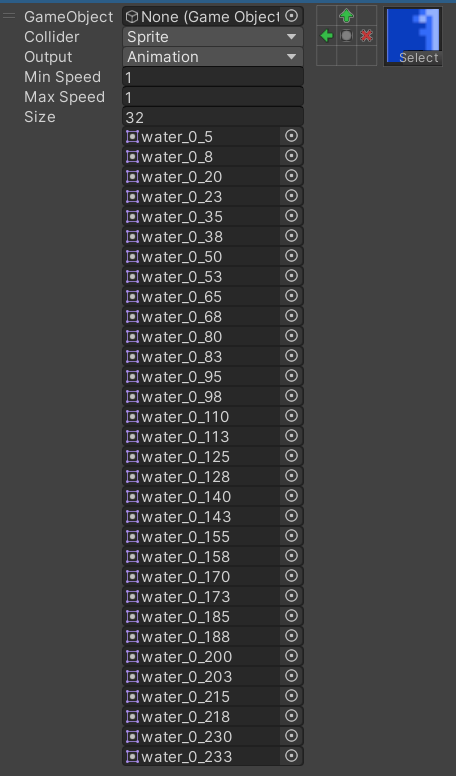 GameObject None (Game Object
Collider Sprite
Output Animation
Min Speed 1
Max Speed 1
Size 32
Select
water_0_5
water_0_8
water_0_20
water_0_23
water_0_35
water_0_38
water_0_50
water_0_53
water_0_65
water_0_68
water_0_80
water_0_83
water_0_95
water_0_98
water_0_110
water_0_113
water_0_125
water_0_128
water_0_140
water_0_143
water_0_155
water_0_158
water_0_170
water_0_173
water_0_185
water_0_188
water_0_200
water_0_203
water_0_215
water_0_218
water_0_230
water_0_233